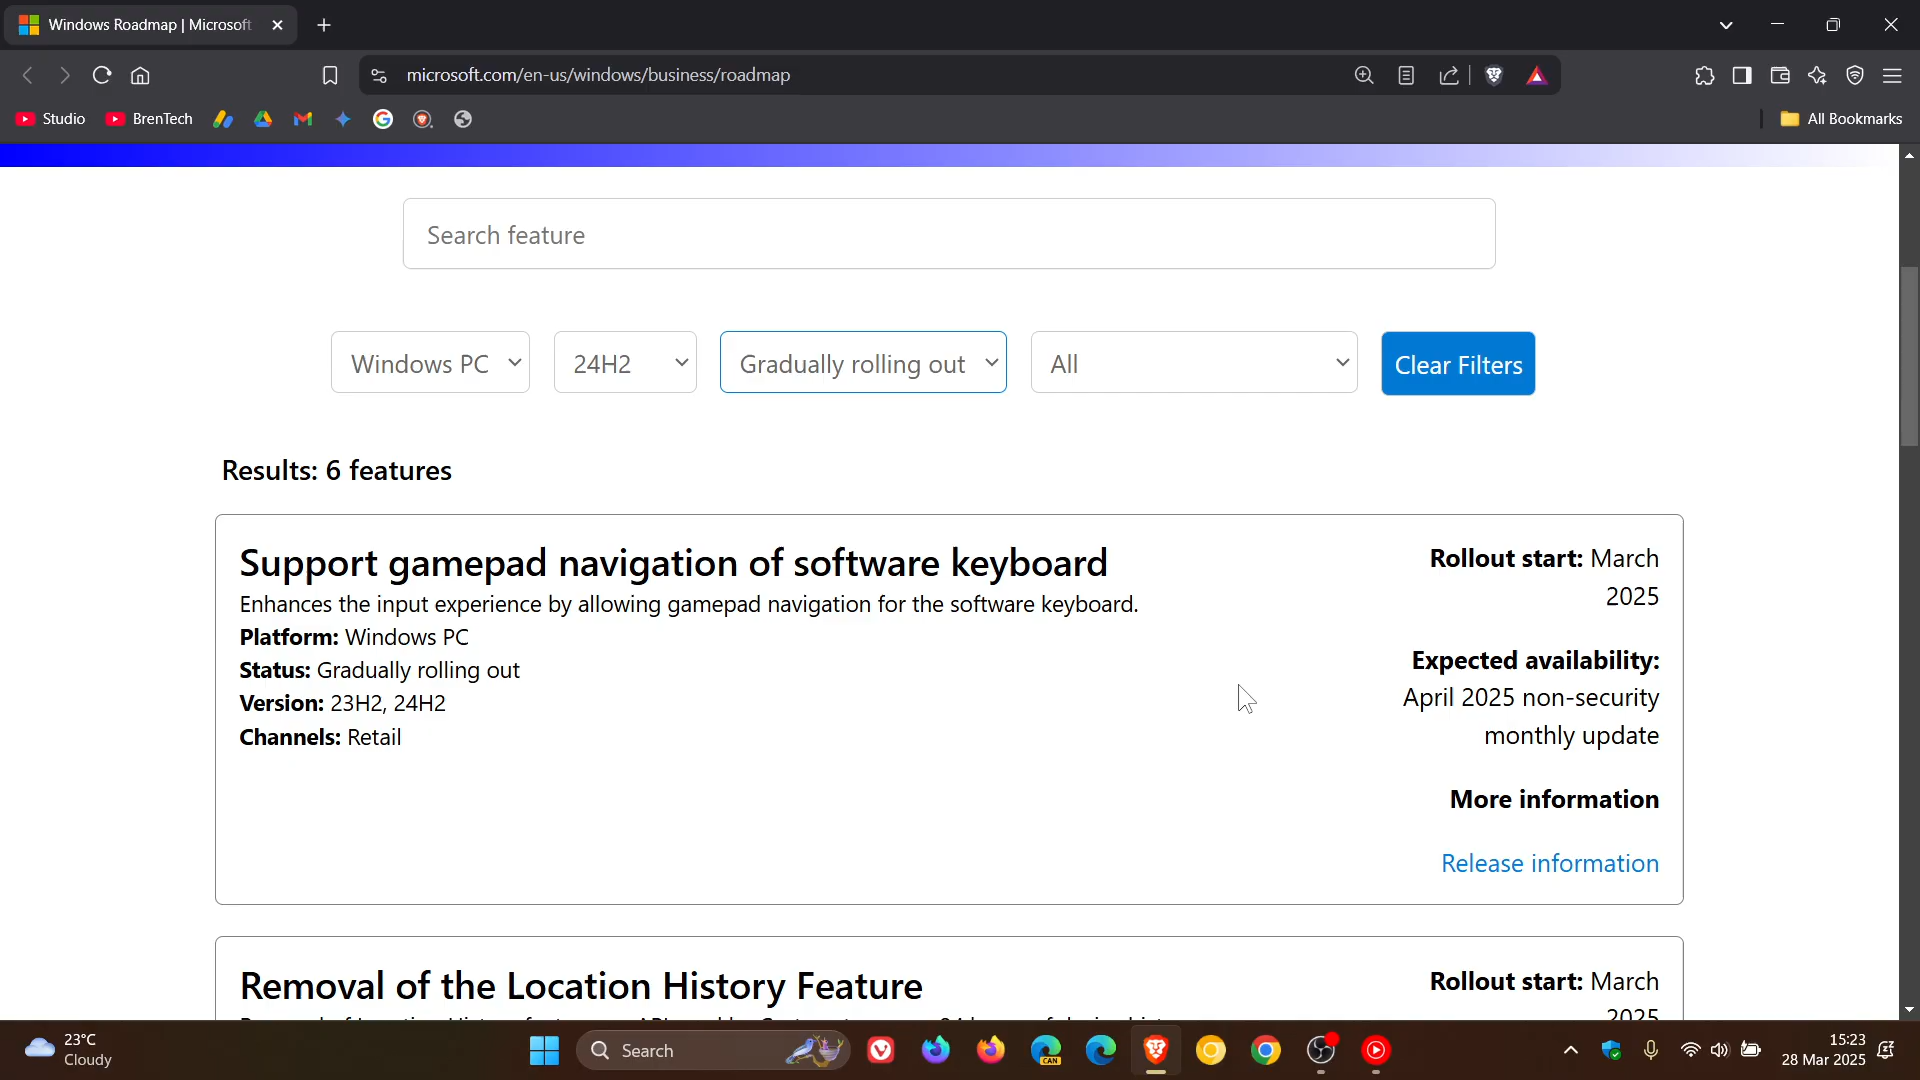 Windows Roadmap | Microsoft
microsoft.com/en-us/windows/business/roadmap
Studio
BrenTech
All Bookmarks
Search feature
Windows PC
24H2
Gradually rolling out
All
Clear Filters
Results: 6 features
Support gamepad navigation of software keyboard
Enhances the input experience by allowing gamepad navigation for the software keyboard.
Platform: Windows PC
Status: Gradually rolling out
Version: 23H2, 24H2
Channels: Retail
Rollout start: March
2025
Expected availability:
April 2025 non-security
monthly update
More information
Release information
Removal of the Location History Feature
Rollout start: March
2025
23°C
Cloudy
Search
CAN
15:23
28 Mar 2025